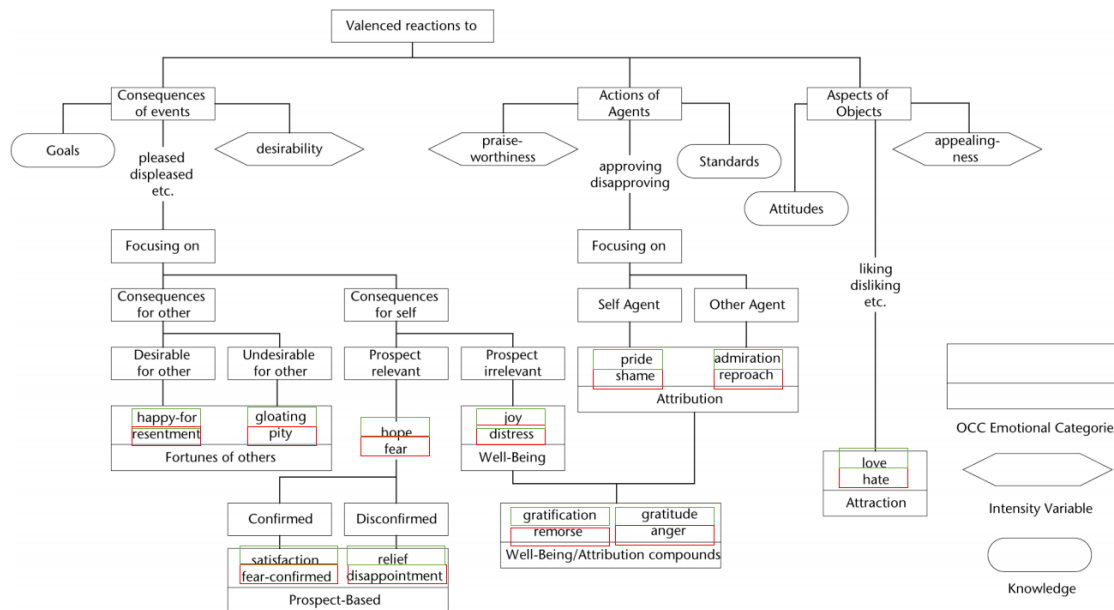 Valenced reactions to
Consequences
of events
Actions of
Agents
Aspects of
Objects
Goals
desirability
praise-
worthiness
Standards
appealing-
ness
pleased
displeased
etc.
approving
disapproving
Attitudes
Focusing on
Focusing on
liking
disliking
etc.
Consequences
for other
Consequences
for self
Self Agent
Other Agent
Desirable
for other
Undesirable
for other
Prospect
relevant
Prospect
irrelevant
pride
shame
admiration
reproach
Attribution
happy-for
resentment
gloating
pity
Fortunes of others
hope
fear
joy
distress
Well-Being
love
hate
Attraction
Confirmed
Disconfirmed
gratification
remorse
gratitude
anger
Well-Being/Attribution compounds
satisfaction
fear-confirmed
relief
disappointment
Prospect-Based
OCC Emotional Categorie
Intensity Variable
Knowledge